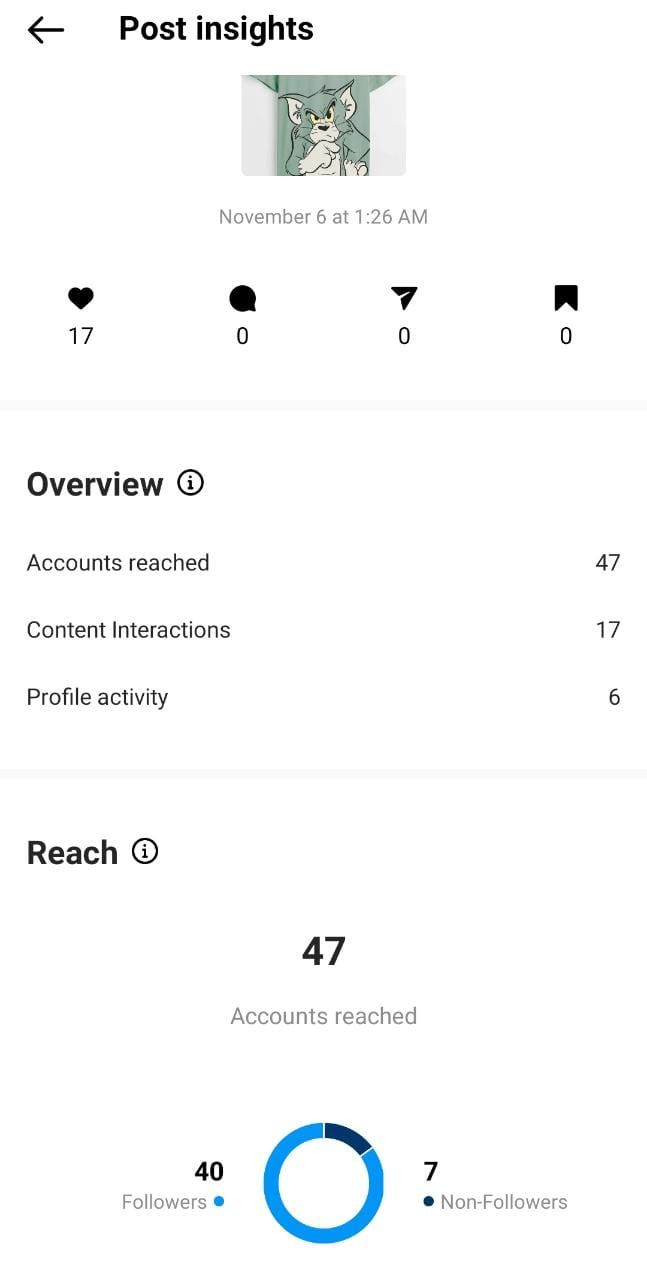 Post insights
November 6 at 1:26 AM
17 0 0 0
Overview
Accounts reached 47
Content Interactions 17
Profile activity 6
Reach
47
Accounts reached
40 7
Followers Non-Followers